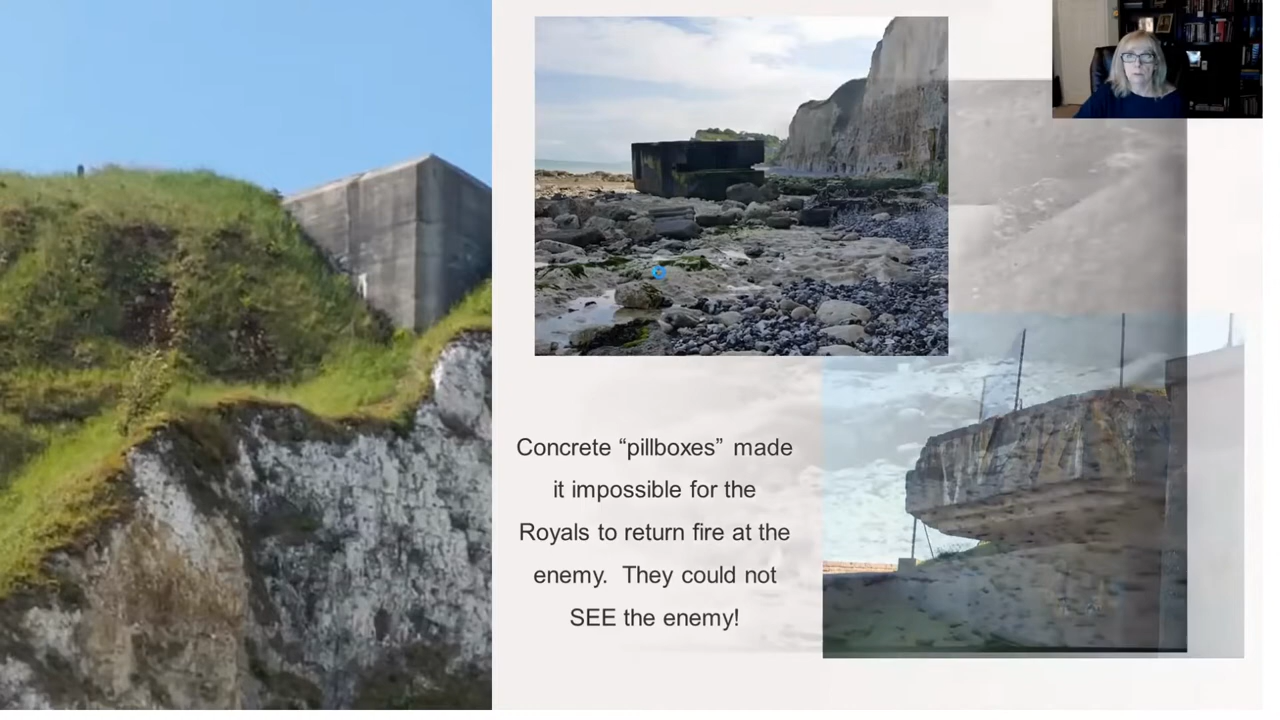 Concrete “pillboxes” made
it impossible for the
Royals to return fire at the
enemy.  They could not
SEE the enemy!